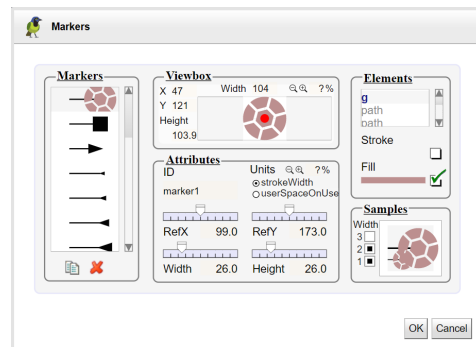 Markers
Markers
Viewbox
X 47
Width 104
? %
Y 121
Height
103.9
Attributes
ID
Units
? %
strokeWidth
userSpaceOnUse
marker1
RefX 99.0
RefY 173.0
Width 26.0
Height 26.0
Elements
g
path
path
Stroke
Fill
Samples
Width
3
2
1
OK
Cancel